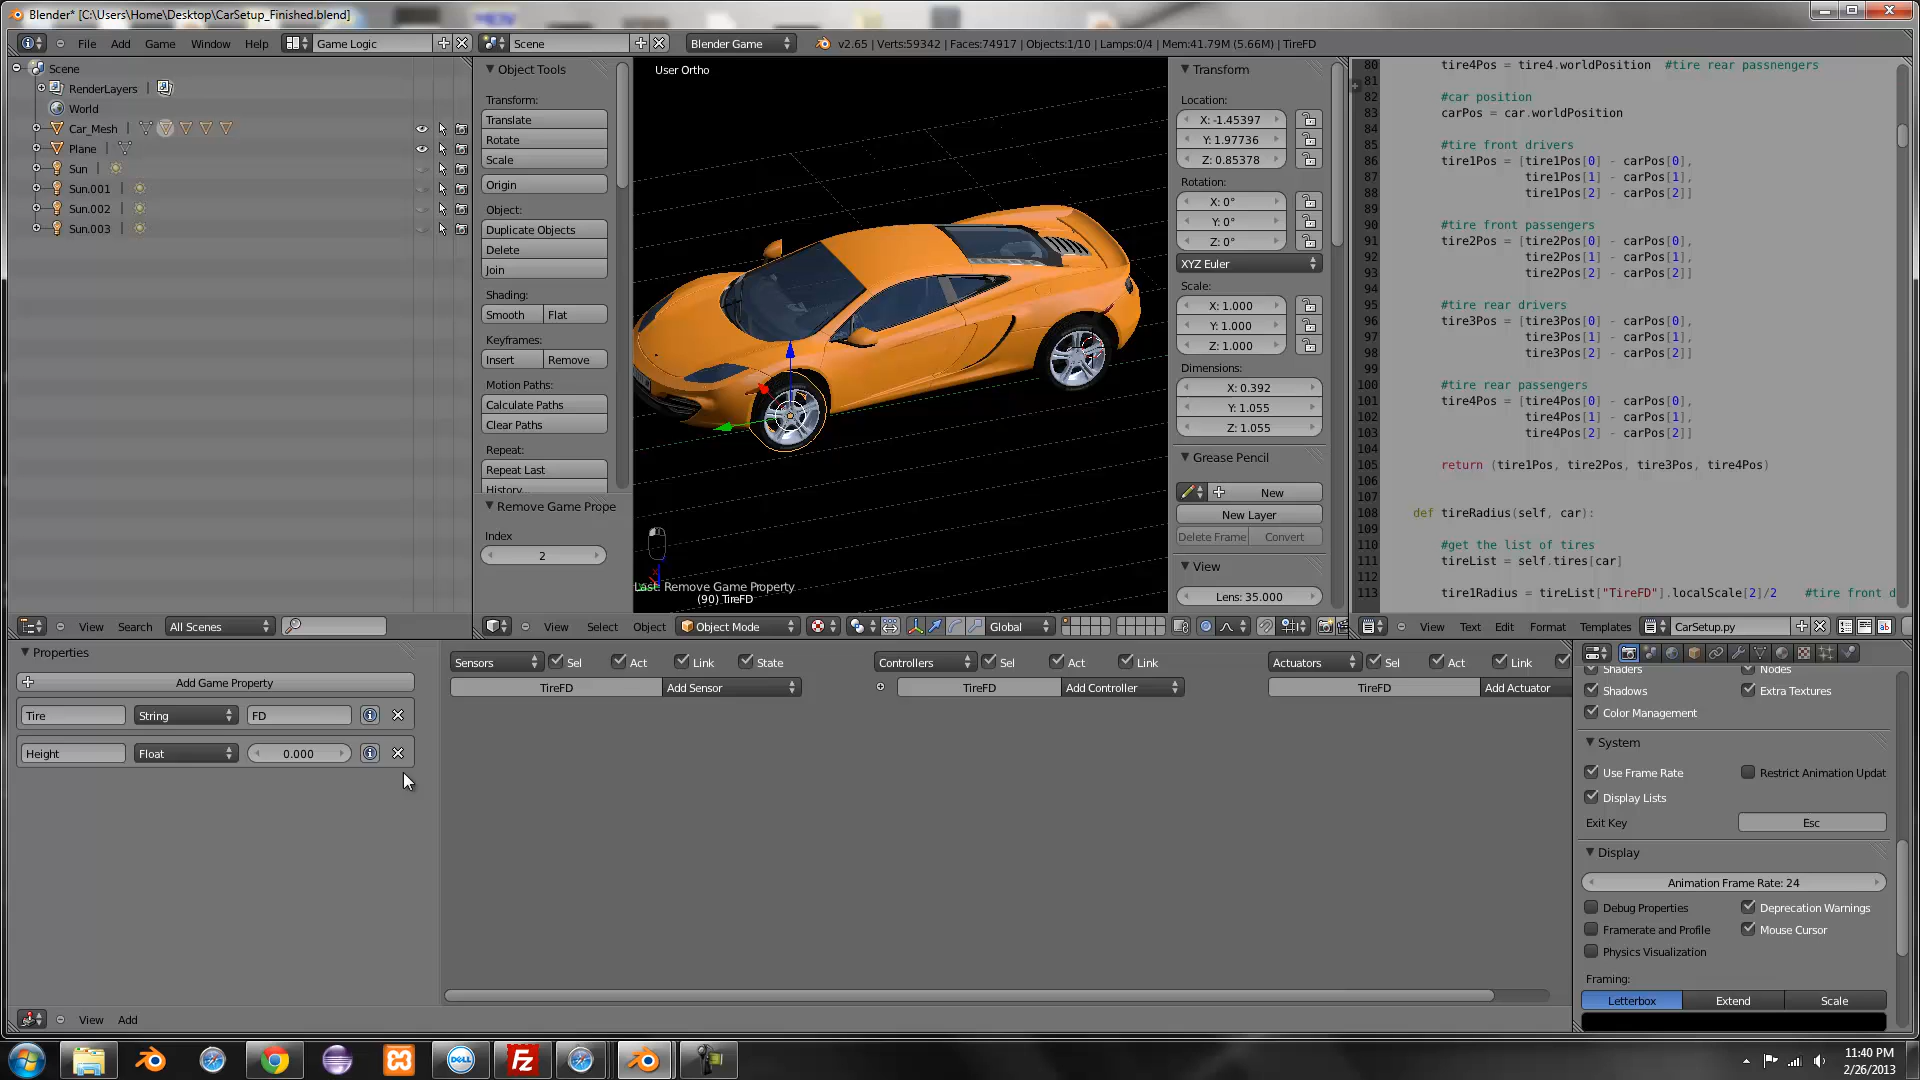 Blender* [C:\Users\Home\Desktop\CarSetup_Finished.blend]
File Add Game Window Help Game Logic Scene Blender Game v2.65 | Verts:59342 | Faces:74917 | Objects:1/10 | Lamps:0/4 | Mem:41.79M (5.66M) | TireFD
Scene
RenderLayers
World
Car_Mesh
Plane
Sun
Sun.001
Sun.002
Sun.003
View Search All Scenes
Object Tools
Transform:
Translate
Rotate
Scale
Origin
Object:
Duplicate Objects
Delete
Join
Shading:
Smooth Flat
Keyframes:
Insert Remove
Motion Paths:
Calculate Paths
Clear Paths
Repeat:
Repeat Last
History...
Remove Game Prope
Index
2
User Ortho
Last: Remove Game Property
(90) TireFD
View Select Object Object Mode Global
Transform
Location:
X: -1.45397
Y: 1.97736
Z: 0.85378
Rotation:
X: 0°
Y: 0°
Z: 0°
XYZ Euler
Scale:
X: 1.000
Y: 1.000
Z: 1.000
Dimensions:
X: 0.392
Y: 1.055
Z: 1.055
Grease Pencil
New
New Layer
Delete Frame Convert
View
Lens: 35.000
80 tire4Pos = tire4.worldPosition #tire rear passnengers
81
82 #car position
83 carPos = car.worldPosition
84
85 #tire front drivers
86 tire1Pos = [tire1Pos[0] - carPos[0],
87 tire1Pos[1] - carPos[1],
88 tire1Pos[2] - carPos[2]]
89
90 #tire front passengers
91 tire2Pos = [tire2Pos[0] - carPos[0],
92 tire2Pos[1] - carPos[1],
93 tire2Pos[2] - carPos[2]]
94
95 #tire rear drivers
96 tire3Pos = [tire3Pos[0] - carPos[0],
97 tire3Pos[1] - carPos[1],
98 tire3Pos[2] - carPos[2]]
99
100 #tire rear passengers
101 tire4Pos = [tire4Pos[0] - carPos[0],
102 tire4Pos[1] - carPos[1],
103 tire4Pos[2] - carPos[2]]
104
105 return (tire1Pos, tire2Pos, tire3Pos, tire4Pos)
106
107
108 def tireRadius(self, car):
109
110 #get the list of tires
111 tireList = self.tires[car]
112
113 tire1Radius = tireList["TireFD"].localScale[2]/2 #tire front d
View Text Edit Format Templates CarSetup.py
Properties
Add Game Property
Tire String FD
Height Float 0.000
Sensors Sel Act Link State
TireFD Add Sensor
Controllers Sel Act Link
TireFD Add Controller
Actuators Sel Act Link
TireFD Add Actuator
View Add
Shaders Nodes
Shadows Extra Textures
Color Management
System
Use Frame Rate Restrict Animation Updat
Display Lists
Exit Key Esc
Display
Animation Frame Rate: 24
Debug Properties Deprecation Warnings
Framerate and Profile Mouse Cursor
Physics Visualization
Framing:
Letterbox Extend Scale
DELL
Fz
11:40 PM
2/26/2013